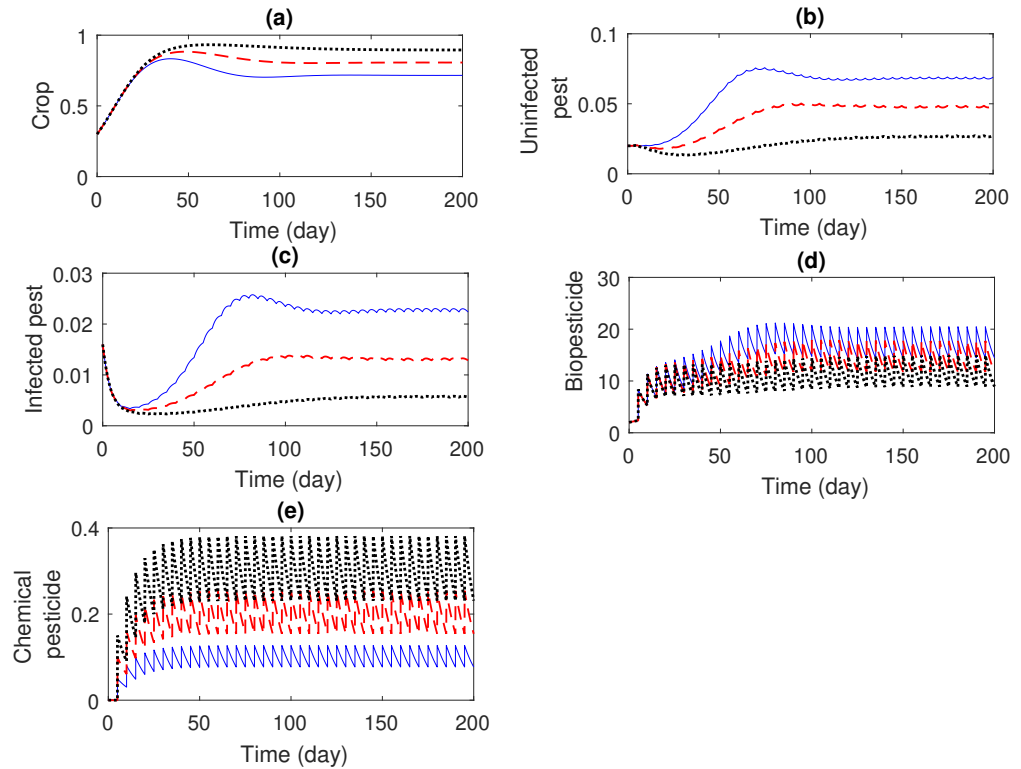 (a)
1
0.5
0
Crop
0 50 100 150 200
Time (day)
(b)
0.1
0.05
0
Uninfected
pest
0 50 100 150 200
Time (day)
(c)
0.03
0.02
0.01
0
Infected pest
0 50 100 150 200
Time (day)
(d)
30
20
10
0
Biopesticide
0 50 100 150 200
Time (day)
(e)
0.4
0.2
0
Chemical
pesticide
0 50 100 150 200
Time (day)